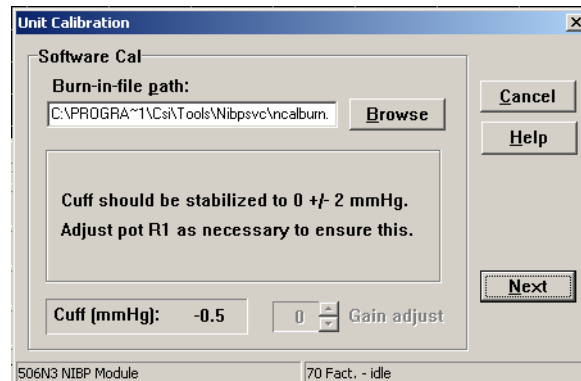 Unit Calibration
Software Cal
Burn-in-file path:
C:\PROGRA~1\Csi\Tools\Nibpsvc\ncalburn.
Browse
Cancel
Help
Cuff should be stabilized to 0 +/- 2 mmHg.
Adjust pot R1 as necessary to ensure this.
Next
Cuff (mmHg): -0.5
0 Gain adjust
506N3 NIBP Module
70 Fact. - idle